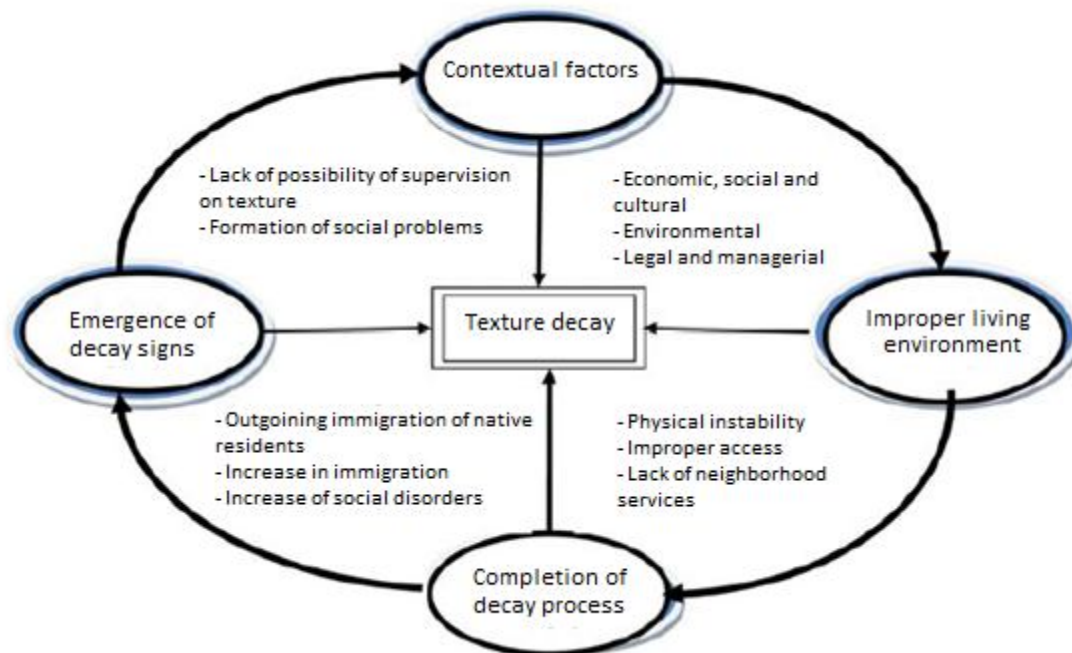 Contextual factors
- Lack of possibility of supervision
on texture
- Formation of social problems
- Economic, social and
cultural
- Environmental
- Legal and managerial
Emergence of
decay signs
Texture decay
Improper living
environment
- Outgoining immigration of native
residents
- Increase in immigration
- Increase of social disorders
- Physical instability
- Improper access
- Lack of neighborhood
services
Completion of
decay process